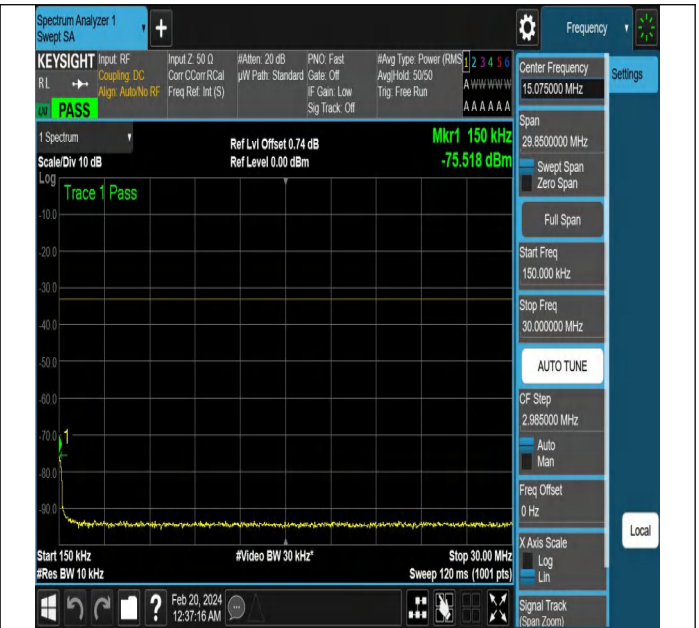 Spectrum Analyzer 1
Swept SA
Frequency
KEYSIGHT
Input: RF
Input Z: 50 Ω
#Atten: 20 dB
PNO: Fast
#Avg Type: Power (RMS
1 2 3 4 5 6
RL
Coupling: DC
Corr CCorr RCal
µW Path: Standard
Gate: Off
Avg|Hold: 50/50
A W W W W W
Align: Auto/No RF
Freq Ref: Int (S)
IF Gain: Low
Trig: Free Run
Sig Track: Off
A A A A A A
PASS
1 Spectrum
Ref Lvl Offset 0.74 dB
Mkr1 150 kHz
Scale/Div 10 dB
Ref Level 0.00 dBm
-75.518 dBm
Log
Trace 1 Pass
-10.0
-20.0
-30.0
-40.0
-50.0
-60.0
-70.0
1
-80.0
-90.0
Start 150 kHz
#Video BW 30 kHz*
Stop 30.00 MHz
#Res BW 10 kHz
Sweep 120 ms (1001 pts)
?
Feb 20, 2024
12:37:16 AM
Center Frequency
15.075000 MHz
Settings
Span
29.8500000 MHz
Swept Span
Zero Span
Full Span
Start Freq
150.000 kHz
Stop Freq
30.000000 MHz
AUTO TUNE
CF Step
2.985000 MHz
Auto
Man
Freq Offset
0 Hz
X Axis Scale
Log
Lin
Local
Signal Track
(Span Zoom)